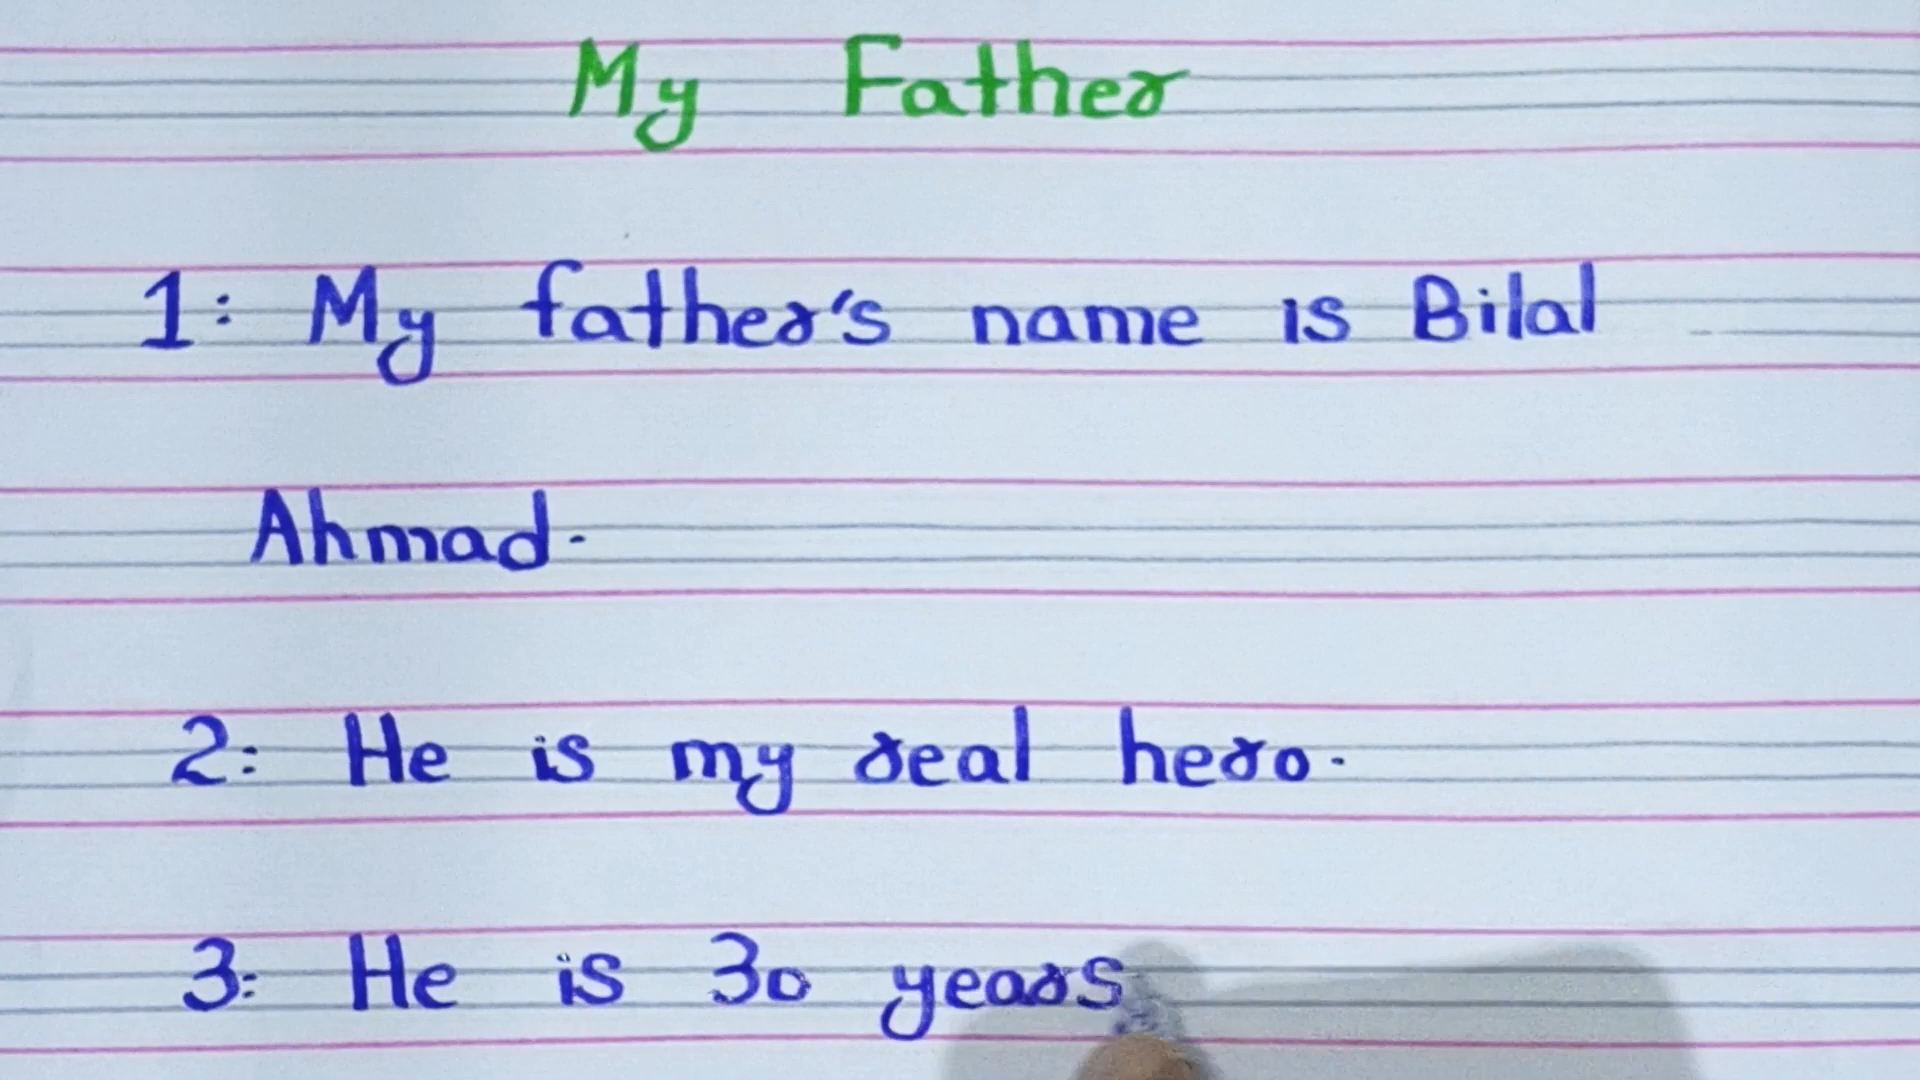 My Father
1: My father's name is Bilal
Ahmad.
2: He is my real hero.
3: He is 30 years